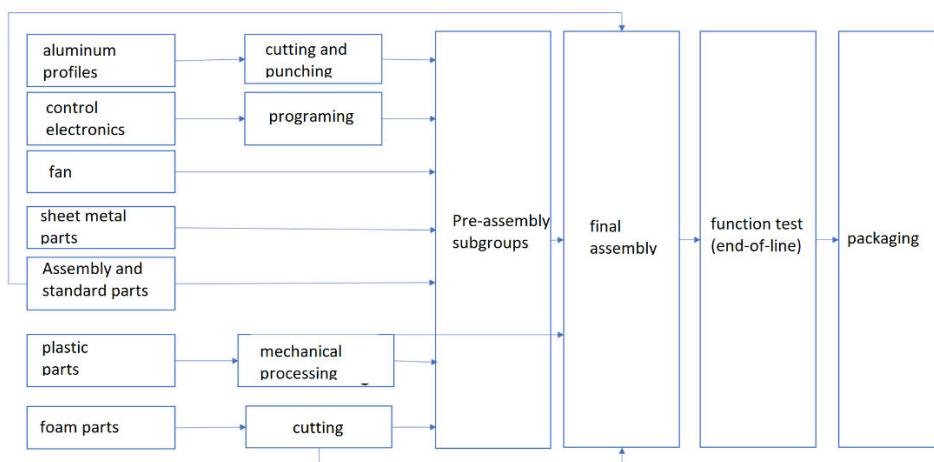 aluminum
profiles
cutting and
punching
control
electronics
programing
fan
sheet metal
parts
Assembly and
standard parts
plastic
parts
mechanical
processing
foam parts
cutting
Pre-assembly
subgroups
final
assembly
function test
(end-of-line)
packaging